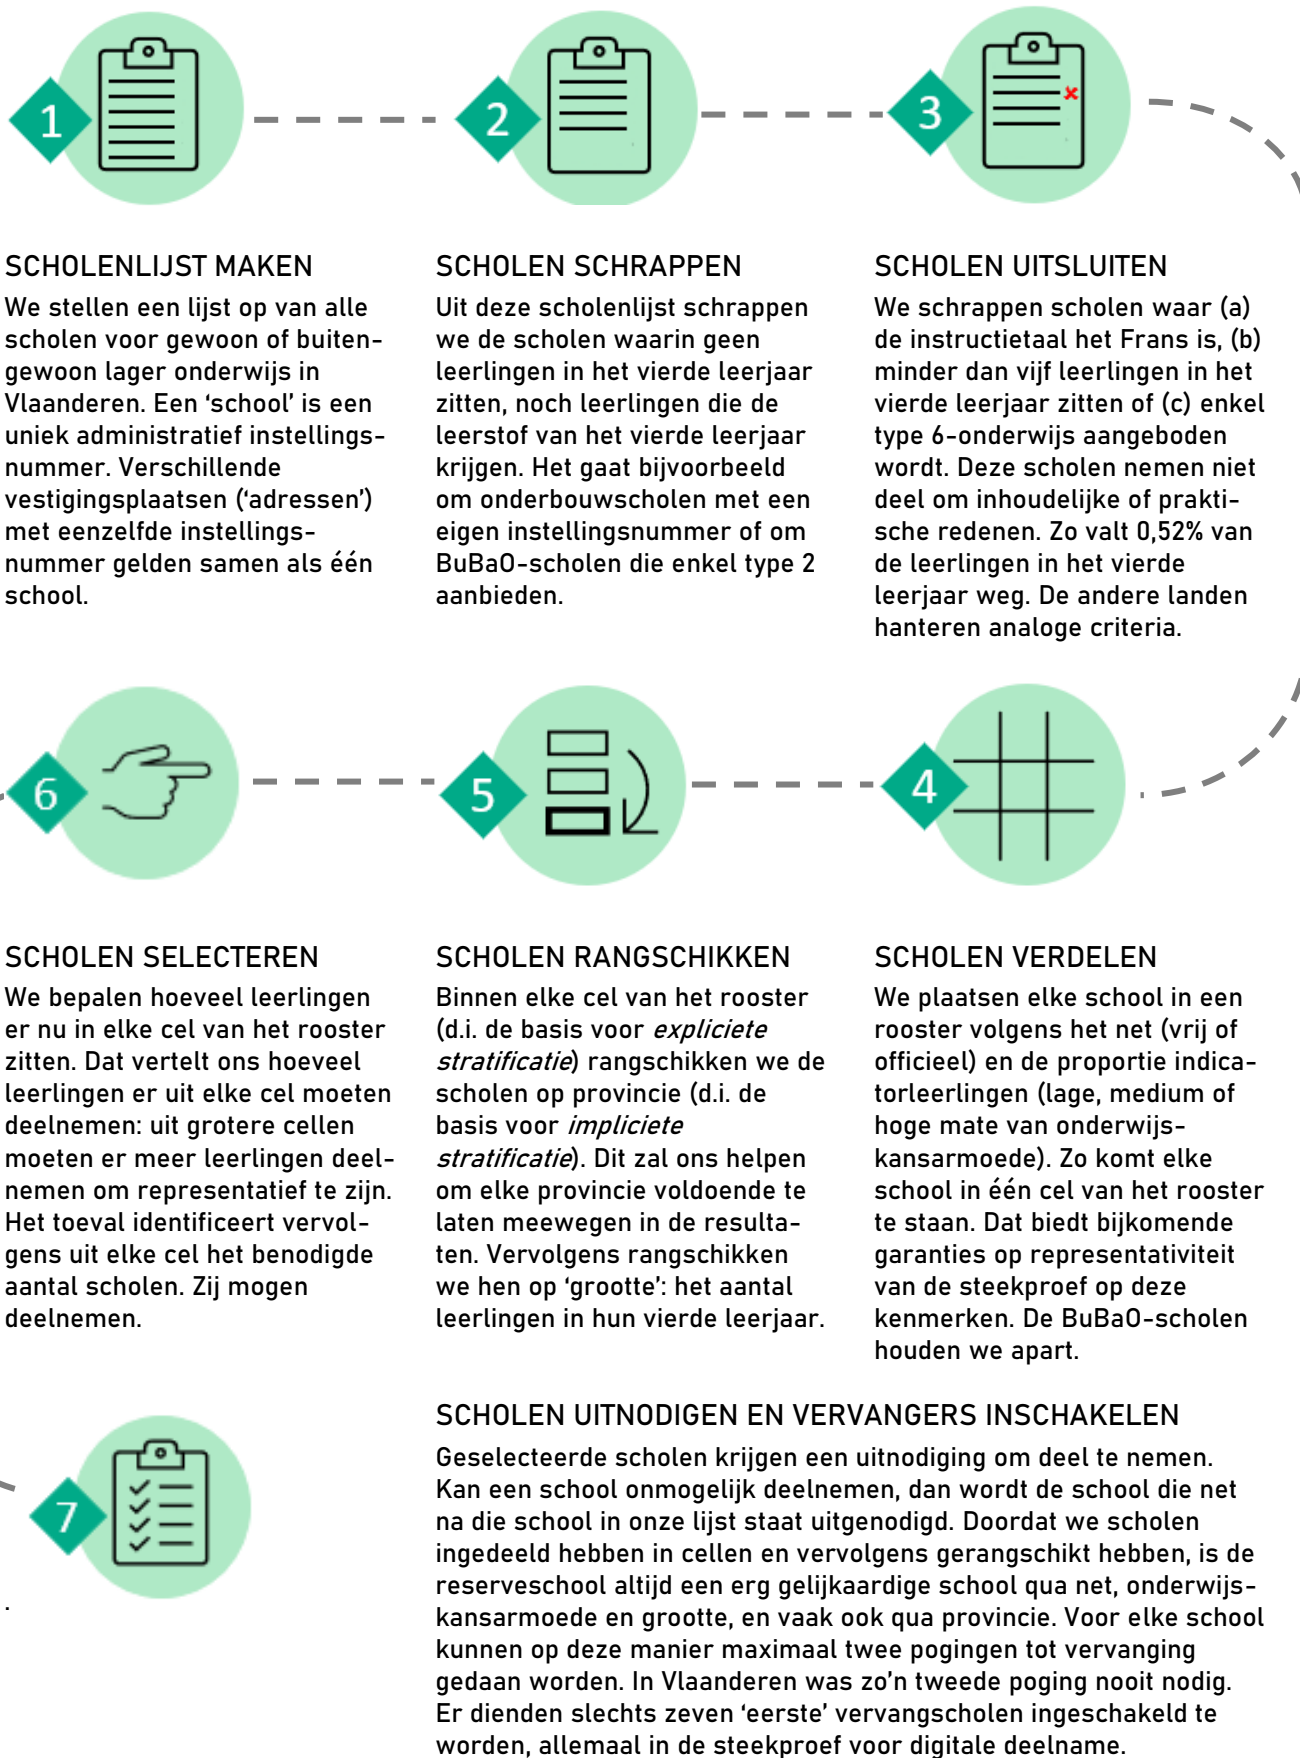 1
SCHOLENLIJST MAKEN
We stellen een lijst op van alle
scholen voor gewoon of buiten-
gewoon lager onderwijs in
Vlaanderen. Een ‘school’ is een
uniek administratief instellings-
nummer. Verschillende
vestigingsplaatsen (‘adressen’)
met eenzelfde instellings-
nummer gelden samen als één
school.
2
SCHOLEN SCHRAPPEN
Uit deze scholenlijst schrappen
we de scholen waarin geen
leerlingen in het vierde leerjaar
zitten, noch leerlingen die de
leerstof van het vierde leerjaar
krijgen. Het gaat bijvoorbeeld
om onderbouwscholen met een
eigen instellingsnummer of om
BuBaO-scholen die enkel type 2
aanbieden.
3
SCHOLEN UITSLUITEN
We schrappen scholen waar (a)
de instructietaal het Frans is, (b)
minder dan vijf leerlingen in het
vierde leerjaar zitten of (c) enkel
type 6-onderwijs aangeboden
wordt. Deze scholen nemen niet
deel om inhoudelijke of prakti-
sche redenen. Zo valt 0,52% van
de leerlingen in het vierde
leerjaar weg. De andere landen
hanteren analoge criteria.
4
SCHOLEN VERDELEN
We plaatsen elke school in een
rooster volgens het net (vrij of
officieel) en de proportie indica-
torleerlingen (lage, medium of
hoge mate van onderwijs-
kansarmoede). Zo komt elke
school in één cel van het rooster
te staan. Dat biedt bijkomende
garanties op representativiteit
van de steekproef op deze
kenmerken. De BuBaO-scholen
houden we apart.
5
SCHOLEN RANGSCHIKKEN
Binnen elke cel van het rooster
(d.i. de basis voor expliciete
stratificatie) rangschikken we de
scholen op provincie (d.i. de
basis voor impliciete
stratificatie). Dit zal ons helpen
om elke provincie voldoende te
laten meewegen in de resulta-
ten. Vervolgens rangschikken
we hen op ‘grootte’: het aantal
leerlingen in hun vierde leerjaar.
6
SCHOLEN SELECTEREN
We bepalen hoeveel leerlingen
er nu in elke cel van het rooster
zitten. Dat vertelt ons hoeveel
leerlingen er uit elke cel moeten
deelnemen: uit grotere cellen
moeten er meer leerlingen deel-
nemen om representatief te zijn.
Het toeval identificeert vervol-
gens uit elke cel het benodigde
aantal scholen. Zij mogen
deelnemen.
7
.
SCHOLEN UITNODIGEN EN VERVANGERS INSCHAKELEN
Geselecteerde scholen krijgen een uitnodiging om deel te nemen.
Kan een school onmogelijk deelnemen, dan wordt de school die net
na die school in onze lijst staat uitgenodigd. Doordat we scholen
ingedeeld hebben in cellen en vervolgens gerangschikt hebben, is de
reserveschool altijd een erg gelijkaardige school qua net, onderwijs-
kansarmoede en grootte, en vaak ook qua provincie. Voor elke school
kunnen op deze manier maximaal twee pogingen tot vervanging
gedaan worden. In Vlaanderen was zo’n tweede poging nooit nodig.
Er dienden slechts zeven ‘eerste’ vervangscholen ingeschakeld te
worden, allemaal in de steekproef voor digitale deelname.